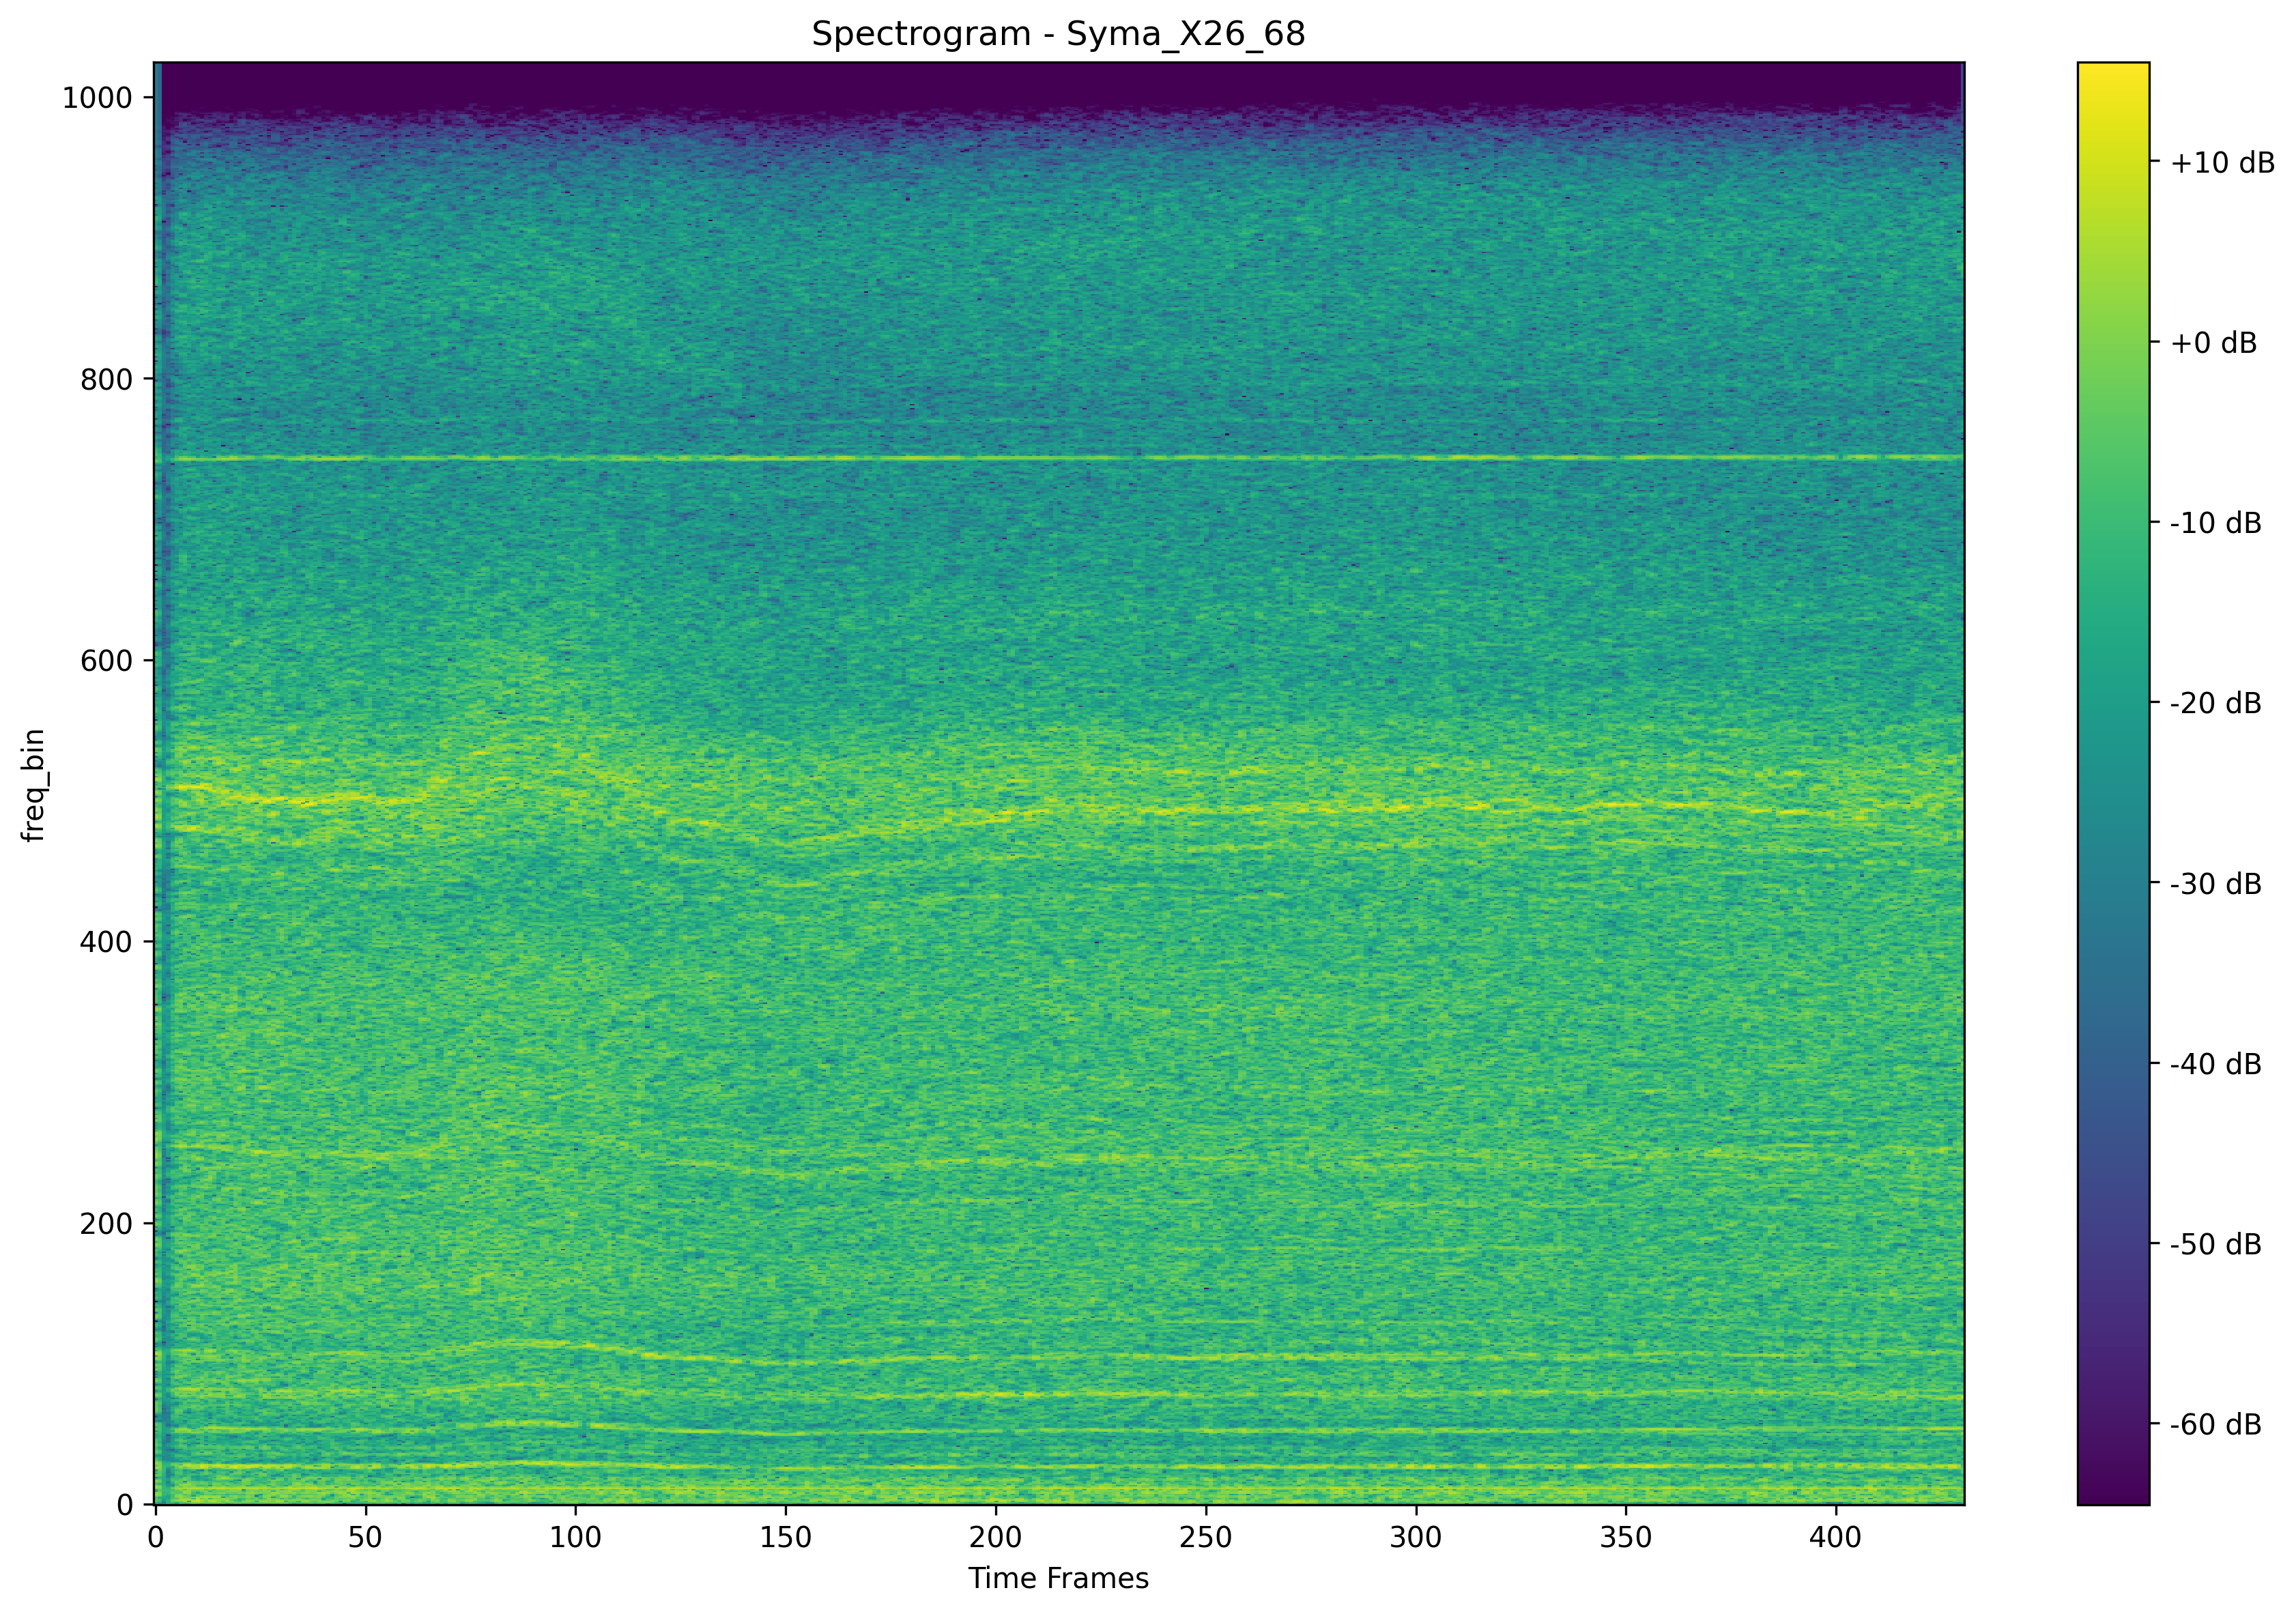 Spectrogram - Syma_X26_68
1000
800
600
400
200
0
freq_bin
0 50 100 150 200 250 300 350 400
Time Frames
+10 dB
+0 dB
-10 dB
-20 dB
-30 dB
-40 dB
-50 dB
-60 dB